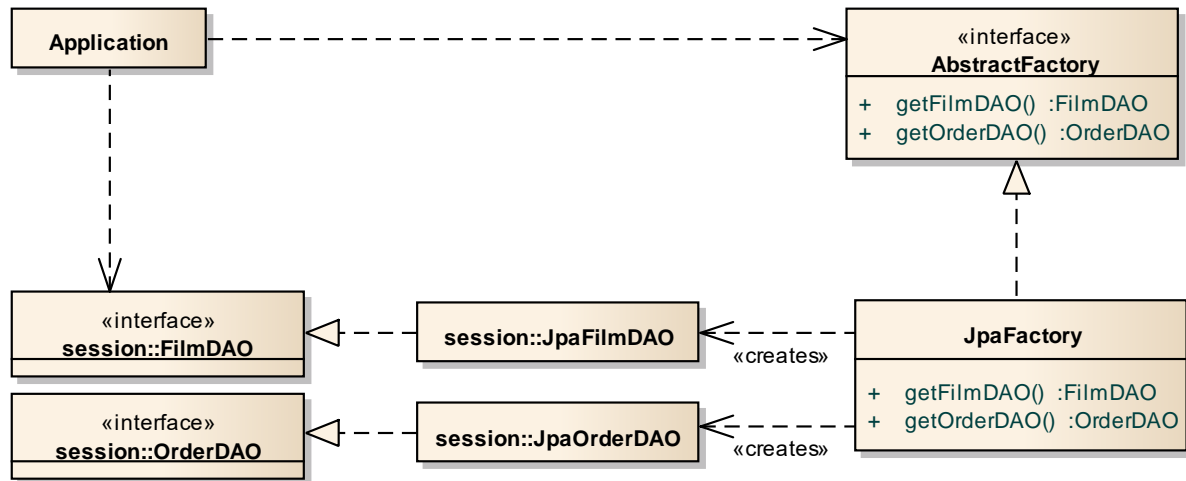 Application
«interface»
AbstractFactory
+ getFilmDAO() :FilmDAO
+ getOrderDAO() :OrderDAO
«interface»
session::FilmDAO
session::JpaFilmDAO
«creates»
JpaFactory
+ getFilmDAO() :FilmDAO
+ getOrderDAO() :OrderDAO
«interface»
session::OrderDAO
session::JpaOrderDAO
«creates»